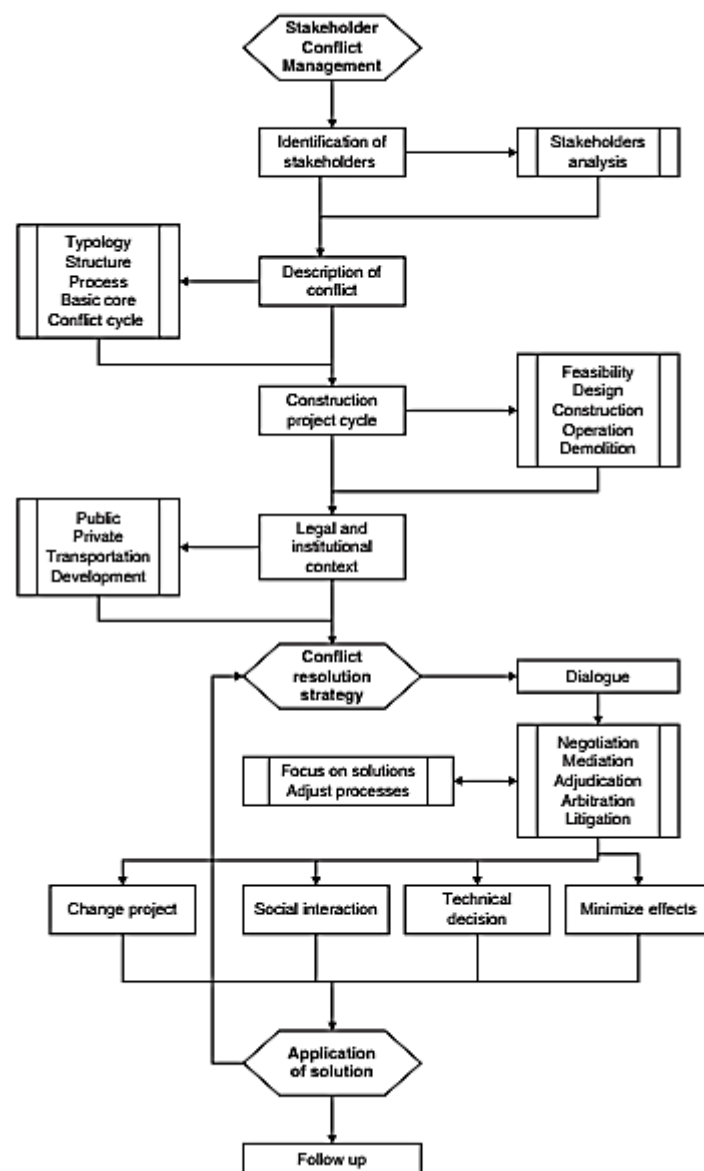 Stakeholder
Conflict
Management
Identification of
stakeholders
Stakeholders
analysis
Typology
Structure
Process
Basic core
Conflict cycle
Description of
conflict
Construction
project cycle
Feasibility
Design
Construction
Operation
Demolition
Public
Private
Transportation
Development
Legal and
institutional
context
Conflict
resolution
strategy
Dialogue
Negotiation
Mediation
Adjudication
Arbitration
Litigation
Focus on solutions
Adjust processes
Change project
Social interaction
Technical
decision
Minimize effects
Application
of solution
Follow up